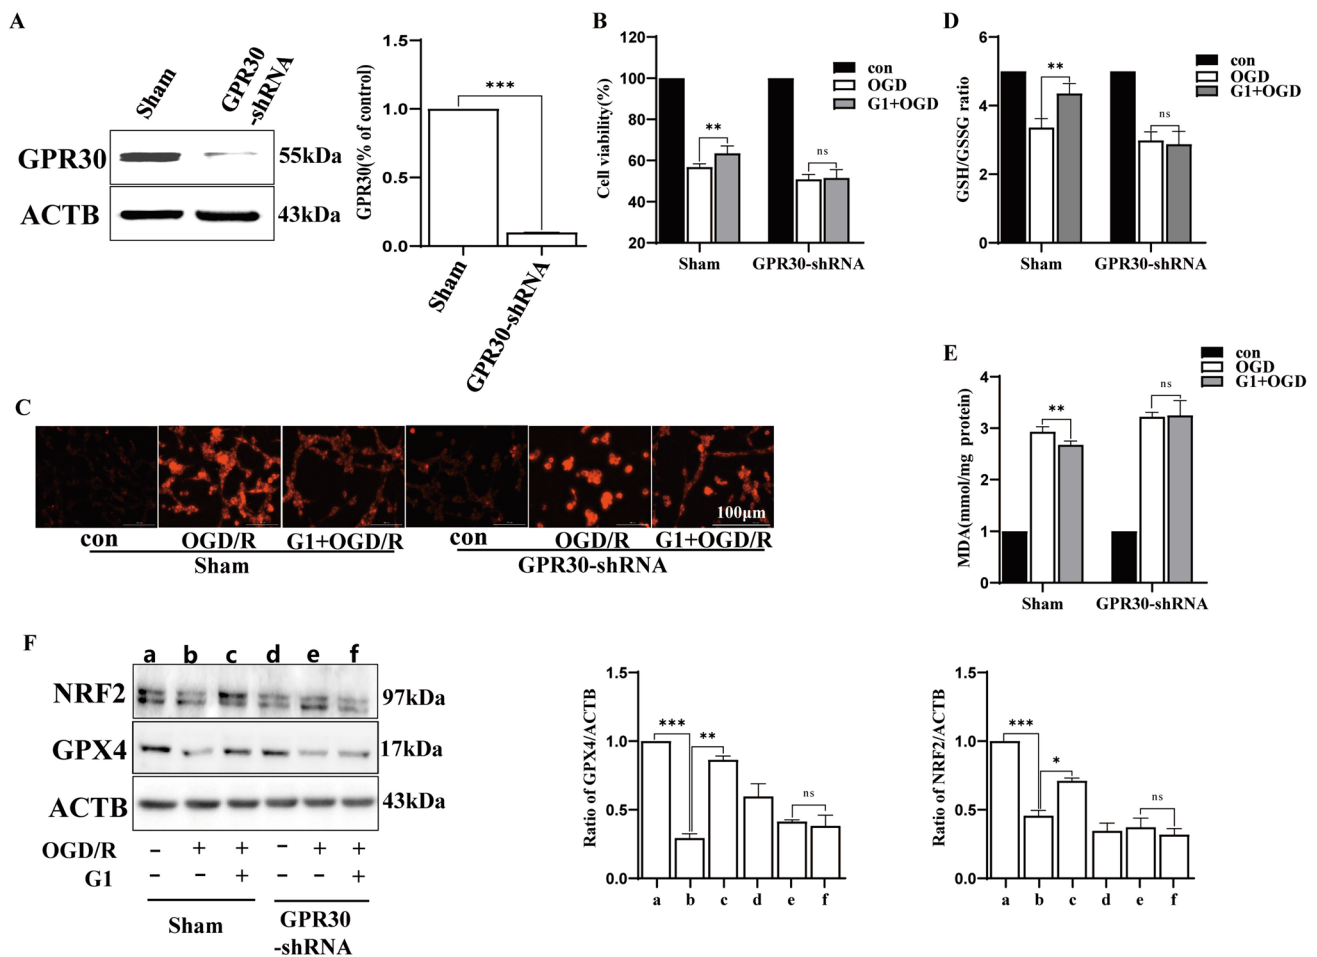 A
Sham
GPR30
-shRNA
GPR30
55kDa
ACTB
43kDa
GPR30(% of control)
1.5
1.0
0.5
0.0
***
Sham
GPR30-shRNA
B
Cell viability(%)
120
100
80
60
40
20
**
ns
Sham
GPR30-shRNA
con
OGD
G1+OGD
D
GSH/GSSG ratio
6
4
2
0
**
ns
Sham
GPR30-shRNA
con
OGD
G1+OGD
C
100μm
con
OGD/R
G1+OGD/R
con
OGD/R
G1+OGD/R
Sham
GPR30-shRNA
E
MDA(mmol/mg protein)
4
3
2
1
0
**
ns
Sham
GPR30-shRNA
con
OGD
G1+OGD
F
a b c d e f
NRF2
97kDa
GPX4
17kDa
ACTB
43kDa
OGD/R - + + - + +
G1 - - + - - +
Sham
GPR30
-shRNA
Ratio of GPX4/ACTB
1.5
1.0
0.5
0.0
***
**
ns
a b c d e f
Ratio of NRF2/ACTB
1.5
1.0
0.5
0.0
***
*
ns
a b c d e f